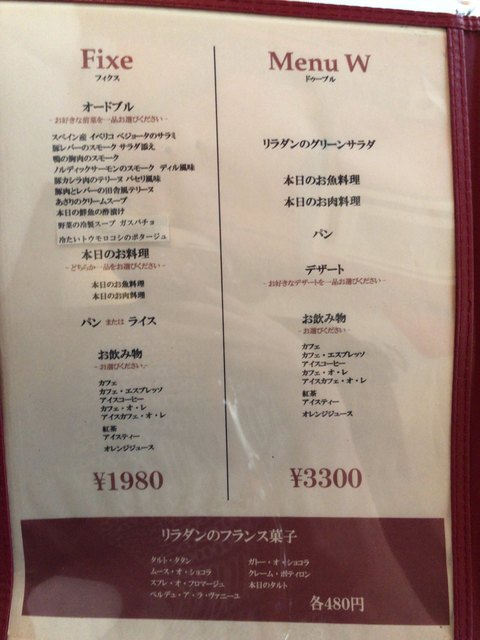 Fixe
フィクス
オードブル
- お好きな前菜を一品お選びください -
スペイン産 イベリコ ベジョータのサラミ
豚レバーのスモーク サラダ添え
鴨の胸肉のスモーク
ノルディックサーモンのスモーク ディル風味
豚カシラ肉のテリーヌ パセリ風味
豚肉とレバーの田舎風テリーヌ
あさりのクリームスープ
本日の鮮魚の酢漬け
野菜の冷製スープ ガスパチョ
冷たいトウモロコシのポタージュ
本日のお料理
- どちらか一品をお選びください -
本日のお魚料理
本日のお肉料理
パン または ライス
お飲み物
- お選びください -
カフェ
カフェ・エスプレッソ
アイスコーヒー
カフェ・オ・レ
アイスカフェ・オ・レ
紅茶
アイスティー
オレンジジュース
¥1980
Menu W
ドゥーブル
リラダンのグリーンサラダ
本日のお魚料理
本日のお肉料理
パン
デザート
- お好きなデザートを一品お選びください -
お飲み物
- お選びください -
カフェ
カフェ・エスプレッソ
アイスコーヒー
カフェ・オ・レ
アイスカフェ・オ・レ
紅茶
アイスティー
オレンジジュース
¥3300
リラダンのフランス菓子
タルト・タタン
ムース・オ・ショコラ
スフレ・オ・フロマージュ
ペルデュ・ア・ラ・ヴァニーユ
ガトー・オ・ショコラ
クレーム・ポティロン
本日のタルト
各480円